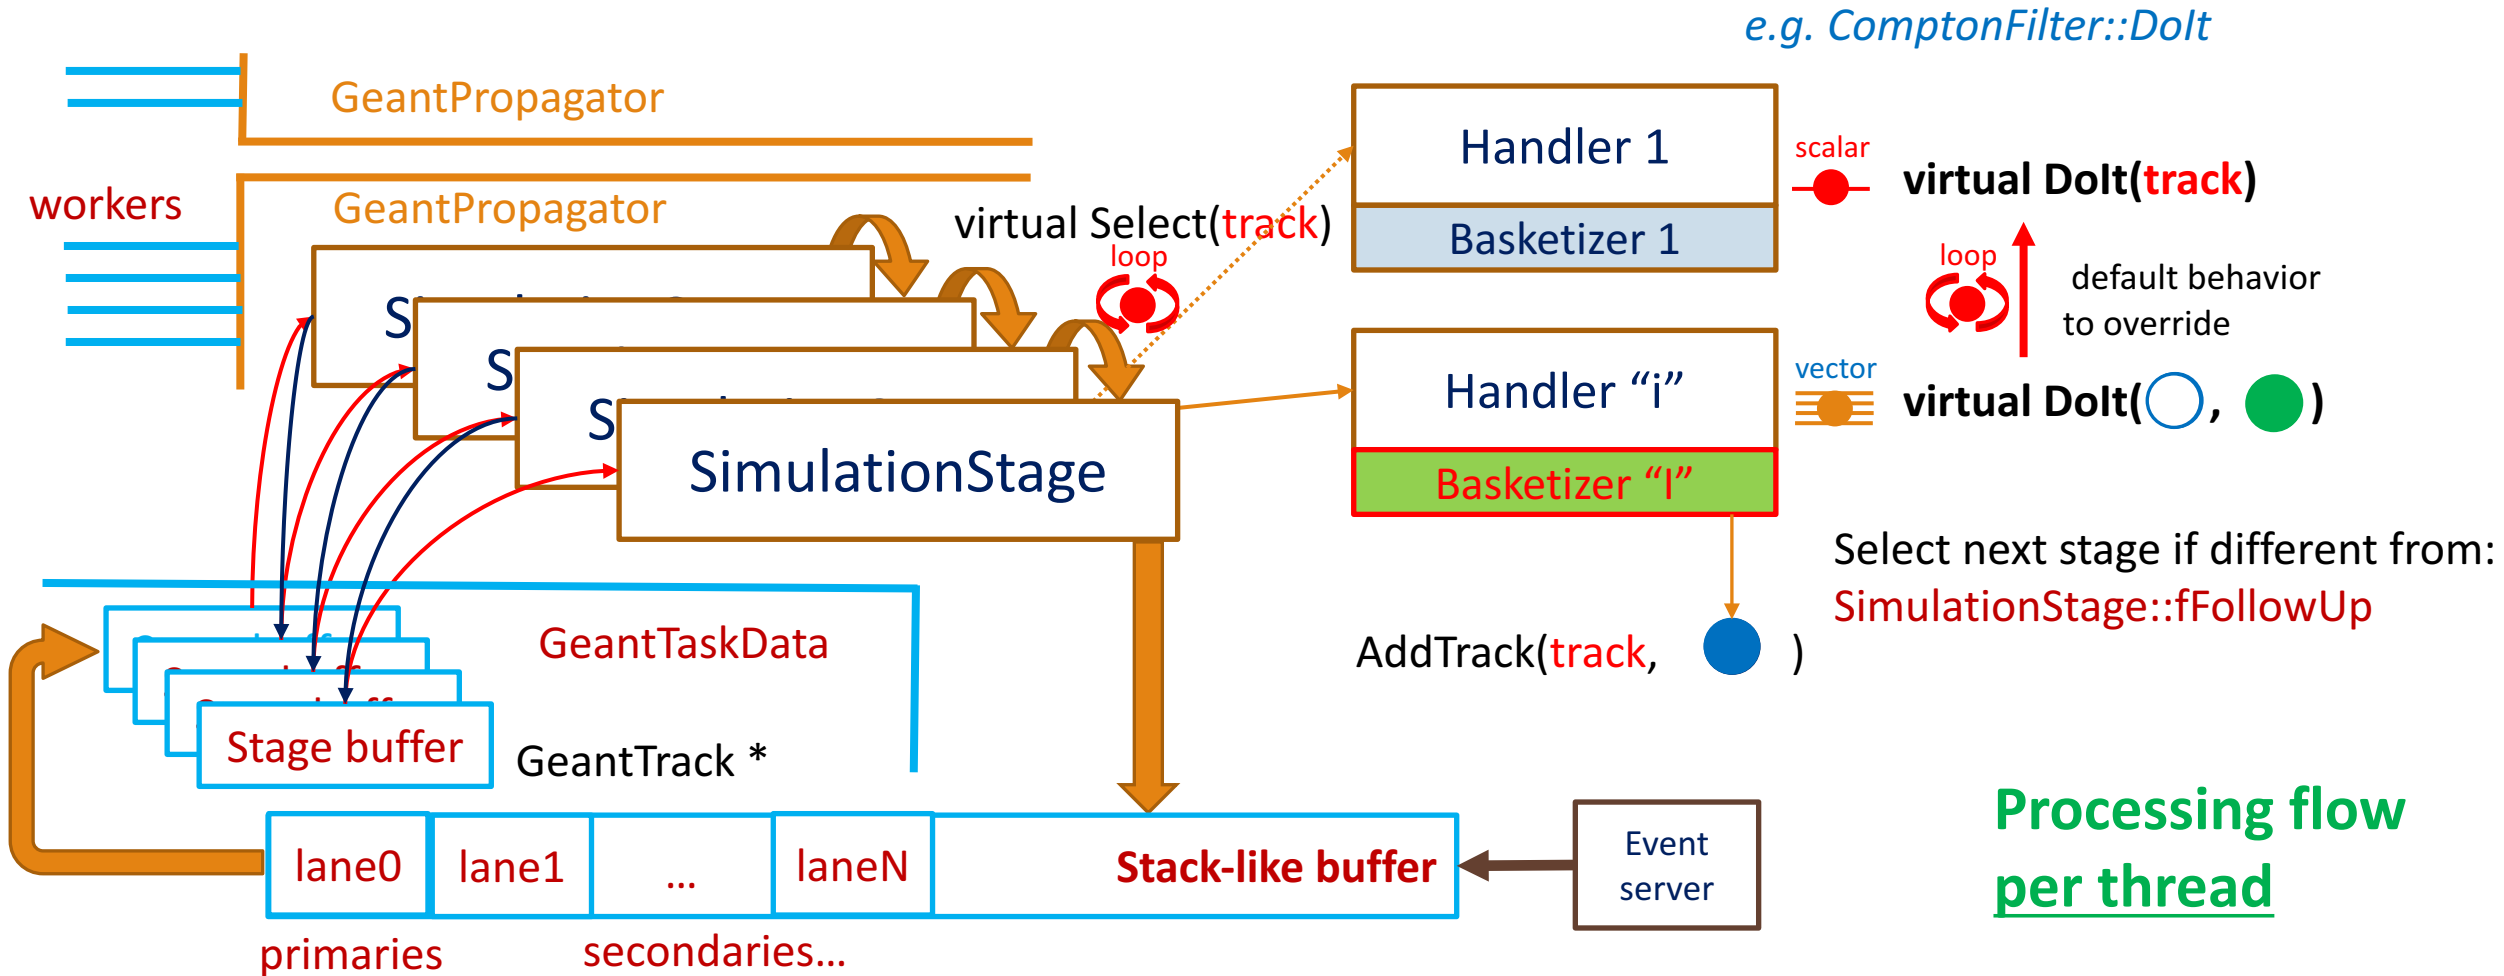 e.g. ComptonFilter::DoIt
GeantPropagator
workers
GeantPropagator
virtual Select(track)
loop
Handler 1
Basketizer 1
scalar
virtual DoIt(track)
loop
default behavior
to override
Handler “i”
Basketizer “I”
vector
virtual DoIt( , )
S
S
S
SimulationStage
Select next stage if different from:
SimulationStage::fFollowUp
AddTrack(track, )
GeantTaskData
Stage buffer
GeantTrack *
lane0
lane1
...
laneN
Stack-like buffer
Event
server
primaries
secondaries...
Processing flow
per thread